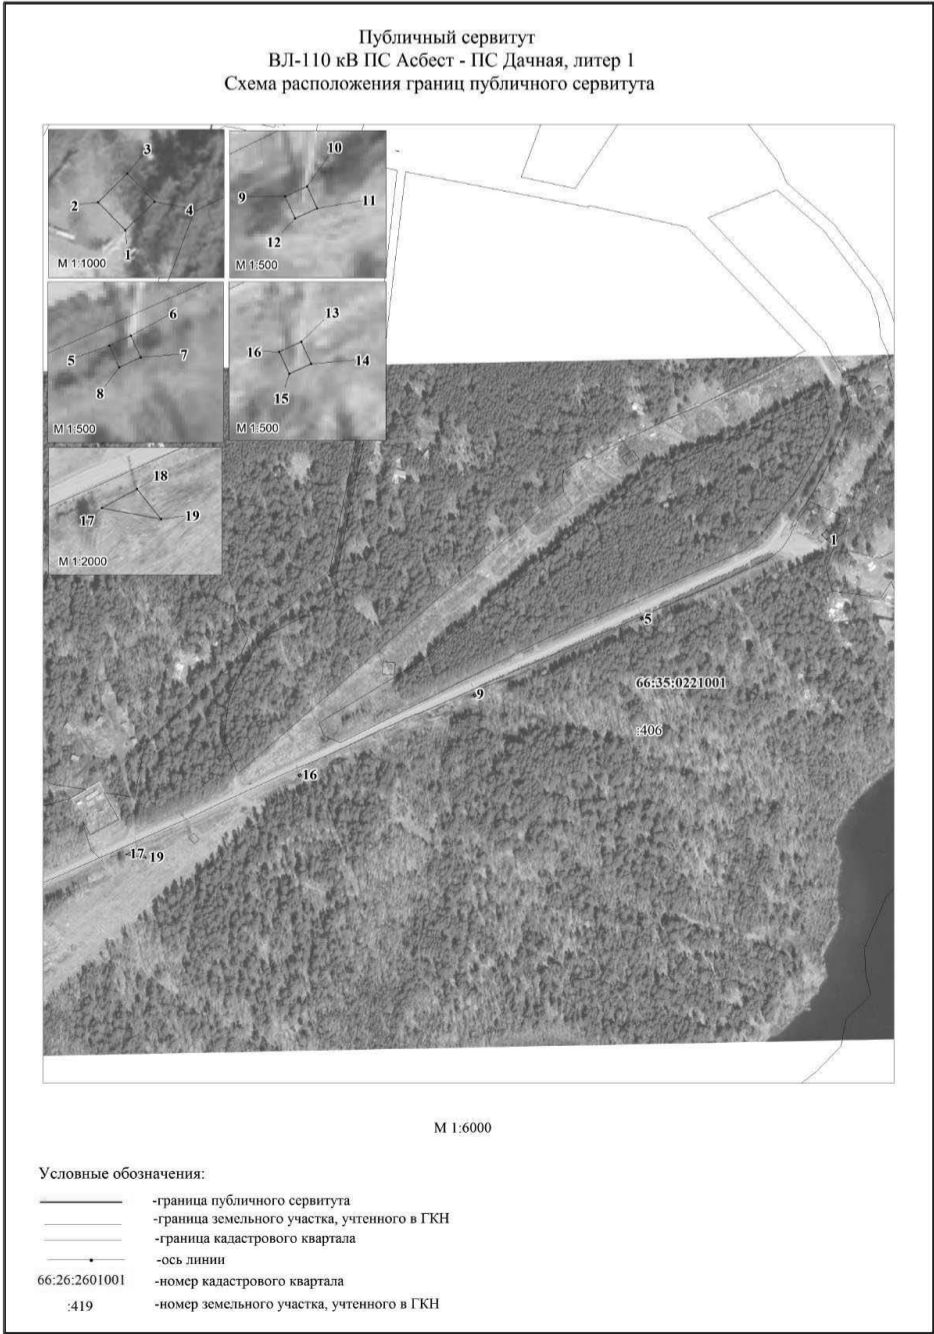 Публичный сервитут
ВЛ-110 кВ ПС Асбест - ПС Дачная, литер 1
Схема расположения границ публичного сервитута
3
2
4
1
М 1:1000
10
9
11
12
М 1:500
6
5
7
8
М 1:500
13
16
14
15
М 1:500
18
17
19
М 1:2000
1
5
66:35:0221001
9
:406
16
17
19
М 1:6000
Условные обозначения:
-граница публичного сервитута
-граница земельного участка, учтенного в ГКН
-граница кадастрового квартала
-ось линии
66:26:2601001 -номер кадастрового квартала
:419 -номер земельного участка, учтенного в ГКН